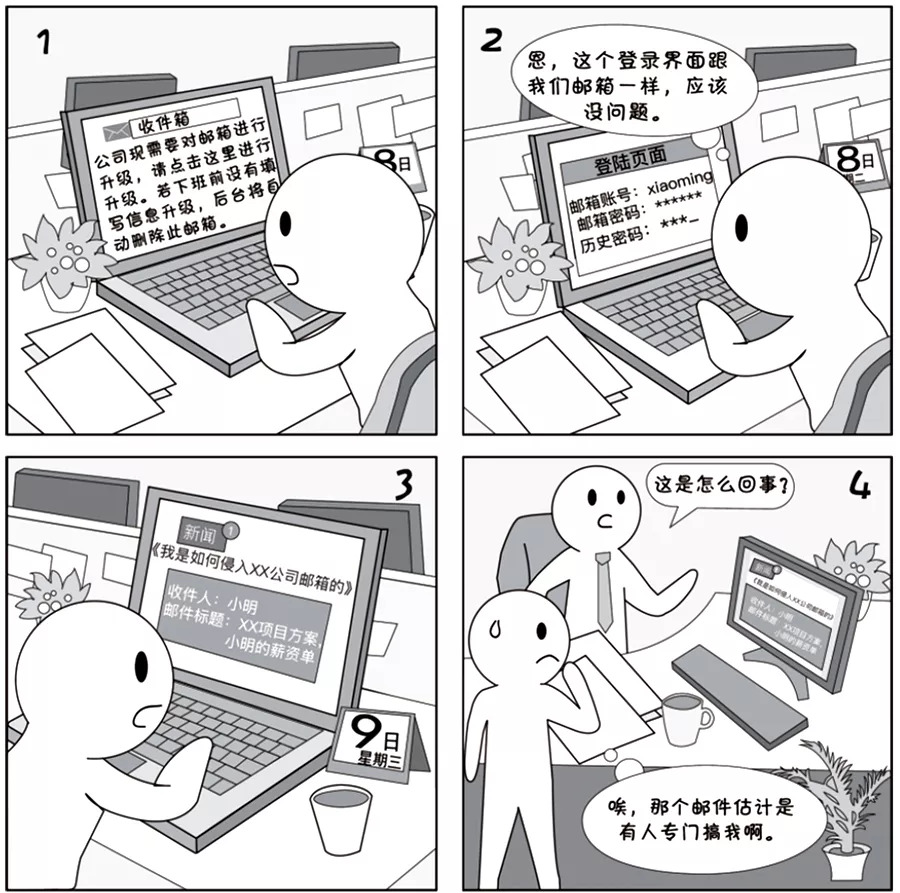 1
收件箱
公司现需要对邮箱进行
升级，请点击这里进行
升级。若下班前没有填
写信息升级，后台将自
动删除此邮箱。
8日
2
恩，这个登录界面跟
我们邮箱一样，应该
没问题。
登陆页面
邮箱账号：xiaoming
邮箱密码：******
历史密码：***_
8日
二
3
新闻 1
《我是如何侵入XX公司邮箱的》
收件人：小明
邮件标题：XX项目方案,
小明的薪资单
9日
星期三
4
这是怎么回事？
新闻
《我是如何侵入XX公司邮箱的》
收件人：小明
邮件标题：XX项目方案,
小明的薪资单
唉，那个邮件估计是
有人专门搞我啊。